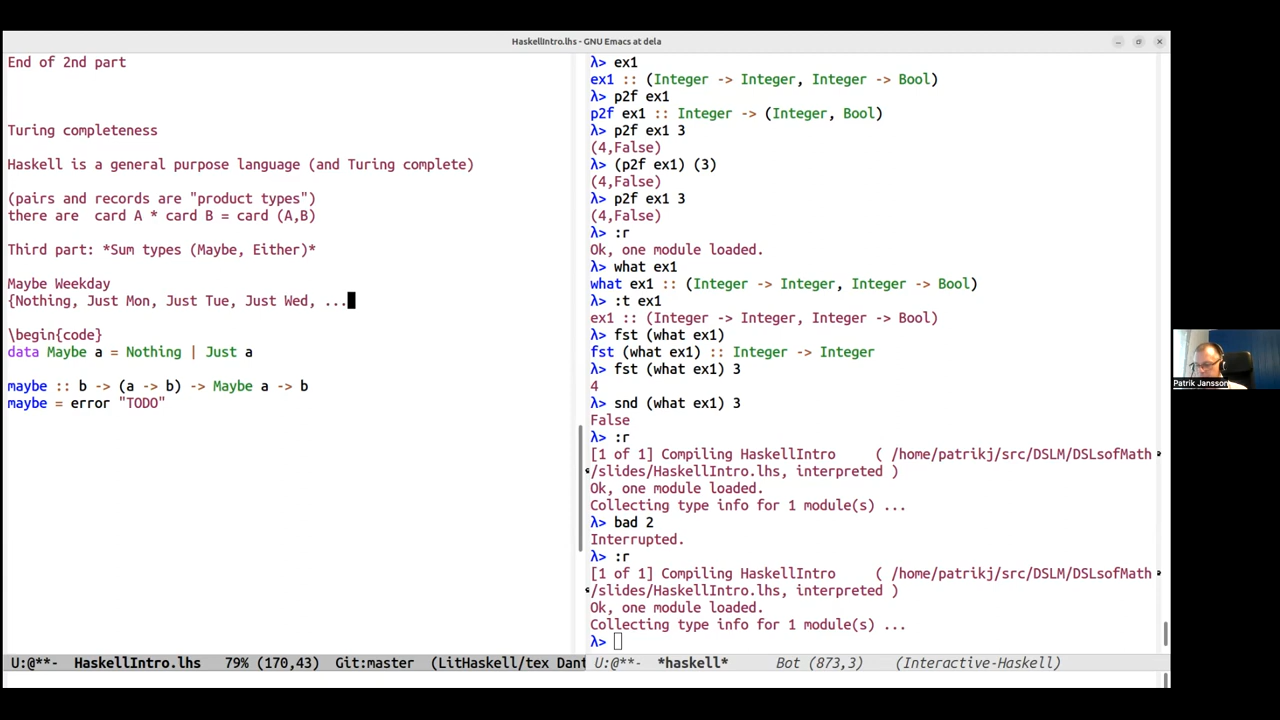 HaskellIntro.lhs - GNU Emacs at dela
End of 2nd part
Turing completeness
Haskell is a general purpose language (and Turing complete)
(pairs and records are "product types")
there are  card A * card B = card (A,B)
Third part: *Sum types (Maybe, Either)*
Maybe Weekday
{Nothing, Just Mon, Just Tue, Just Wed, ...
\begin{code}
data Maybe a = Nothing | Just a
maybe :: b -> (a -> b) -> Maybe a -> b
maybe = error "TODO"
U:@**-  HaskellIntro.lhs   79% (170,43)   Git:master  (LitHaskell/tex Dant
λ> ex1
ex1 :: (Integer -> Integer, Integer -> Bool)
λ> p2f ex1
p2f ex1 :: Integer -> (Integer, Bool)
λ> p2f ex1 3
(4,False)
λ> (p2f ex1) (3)
(4,False)
λ> p2f ex1 3
(4,False)
λ> :r
Ok, one module loaded.
λ> what ex1
what ex1 :: (Integer -> Integer, Integer -> Bool)
λ> :t ex1
ex1 :: (Integer -> Integer, Integer -> Bool)
λ> fst (what ex1)
fst (what ex1) :: Integer -> Integer
λ> fst (what ex1) 3
4
λ> snd (what ex1) 3
False
λ> :r
[1 of 1] Compiling HaskellIntro     ( /home/patrikj/src/DSLM/DSLsofMath
/slides/HaskellIntro.lhs, interpreted )
Ok, one module loaded.
Collecting type info for 1 module(s) ...
λ> bad 2
Interrupted.
λ> :r
[1 of 1] Compiling HaskellIntro     ( /home/patrikj/src/DSLM/DSLsofMath
/slides/HaskellIntro.lhs, interpreted )
Ok, one module loaded.
Collecting type info for 1 module(s) ...
λ>
U:@**-  *haskell*      Bot (873,3)    (Interactive-Haskell)
Patrik Jansson